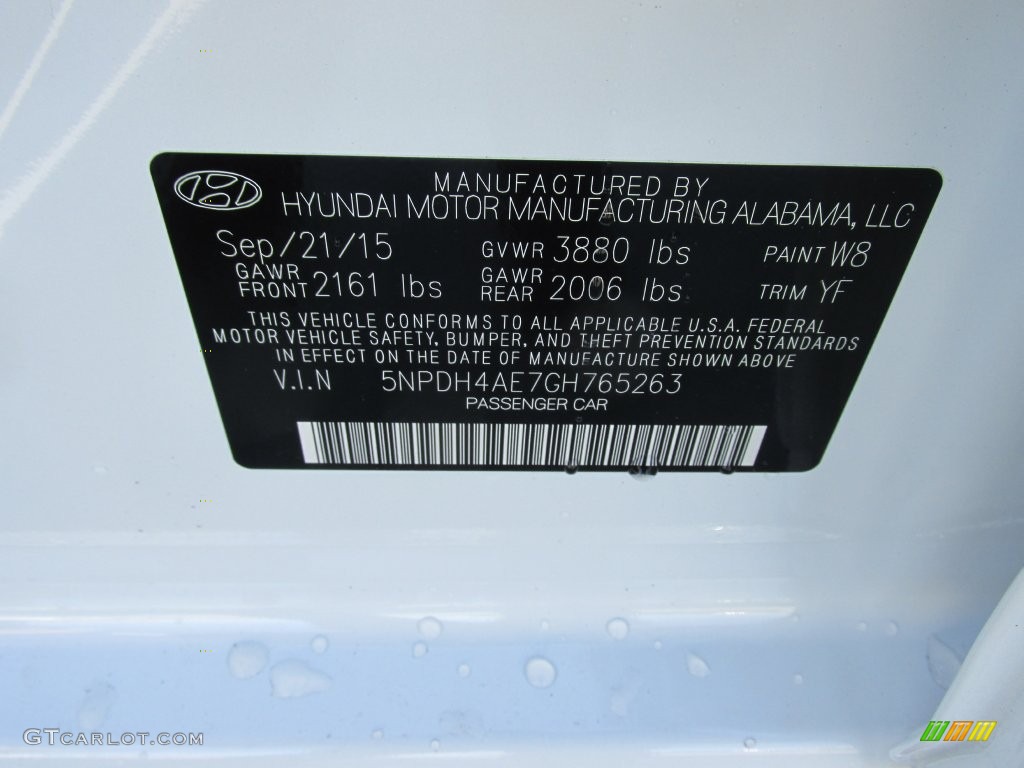 MANUFACTURED BY
HYUNDAI MOTOR MANUFACTURING ALABAMA, LLC
Sep/21/15 GVWR 3880 lbs PAINT W8
GAWR FRONT 2161 lbs GAWR REAR 2006 lbs TRIM YF
THIS VEHICLE CONFORMS TO ALL APPLICABLE U.S.A. FEDERAL
MOTOR VEHICLE SAFETY, BUMPER, AND THEFT PREVENTION STANDARDS
IN EFFECT ON THE DATE OF MANUFACTURE SHOWN ABOVE
V.I.N 5NPDH4AE7GH765263
PASSENGER CAR
GTCARLOT.COM